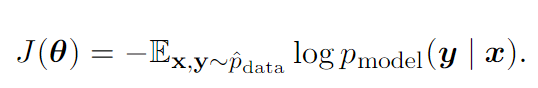 J(θ) = −𝔼_{x,y∼p̂_data} log p_model(y | x).